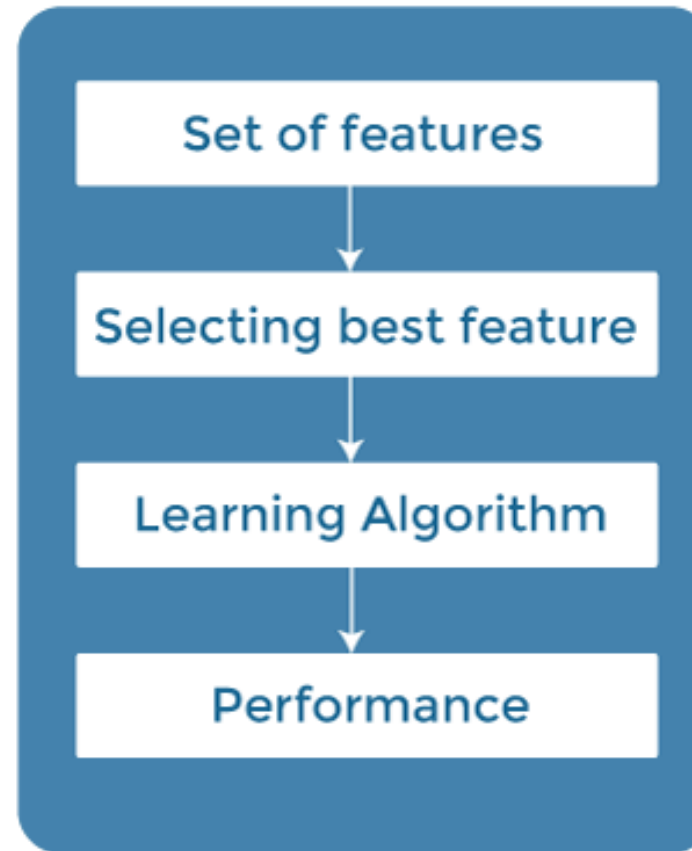 Set of features
Selecting best feature
Learning Algorithm
Performance